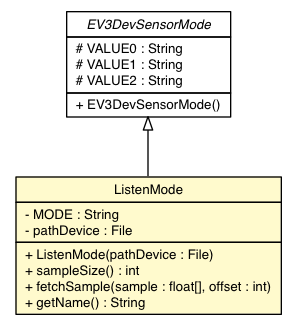 EV3DevSensorMode
# VALUE0 : String
# VALUE1 : String
# VALUE2 : String
+ EV3DevSensorMode()
ListenMode
- MODE : String
- pathDevice : File
+ ListenMode(pathDevice : File)
+ sampleSize() : int
+ fetchSample(sample : float[], offset : int)
+ getName() : String